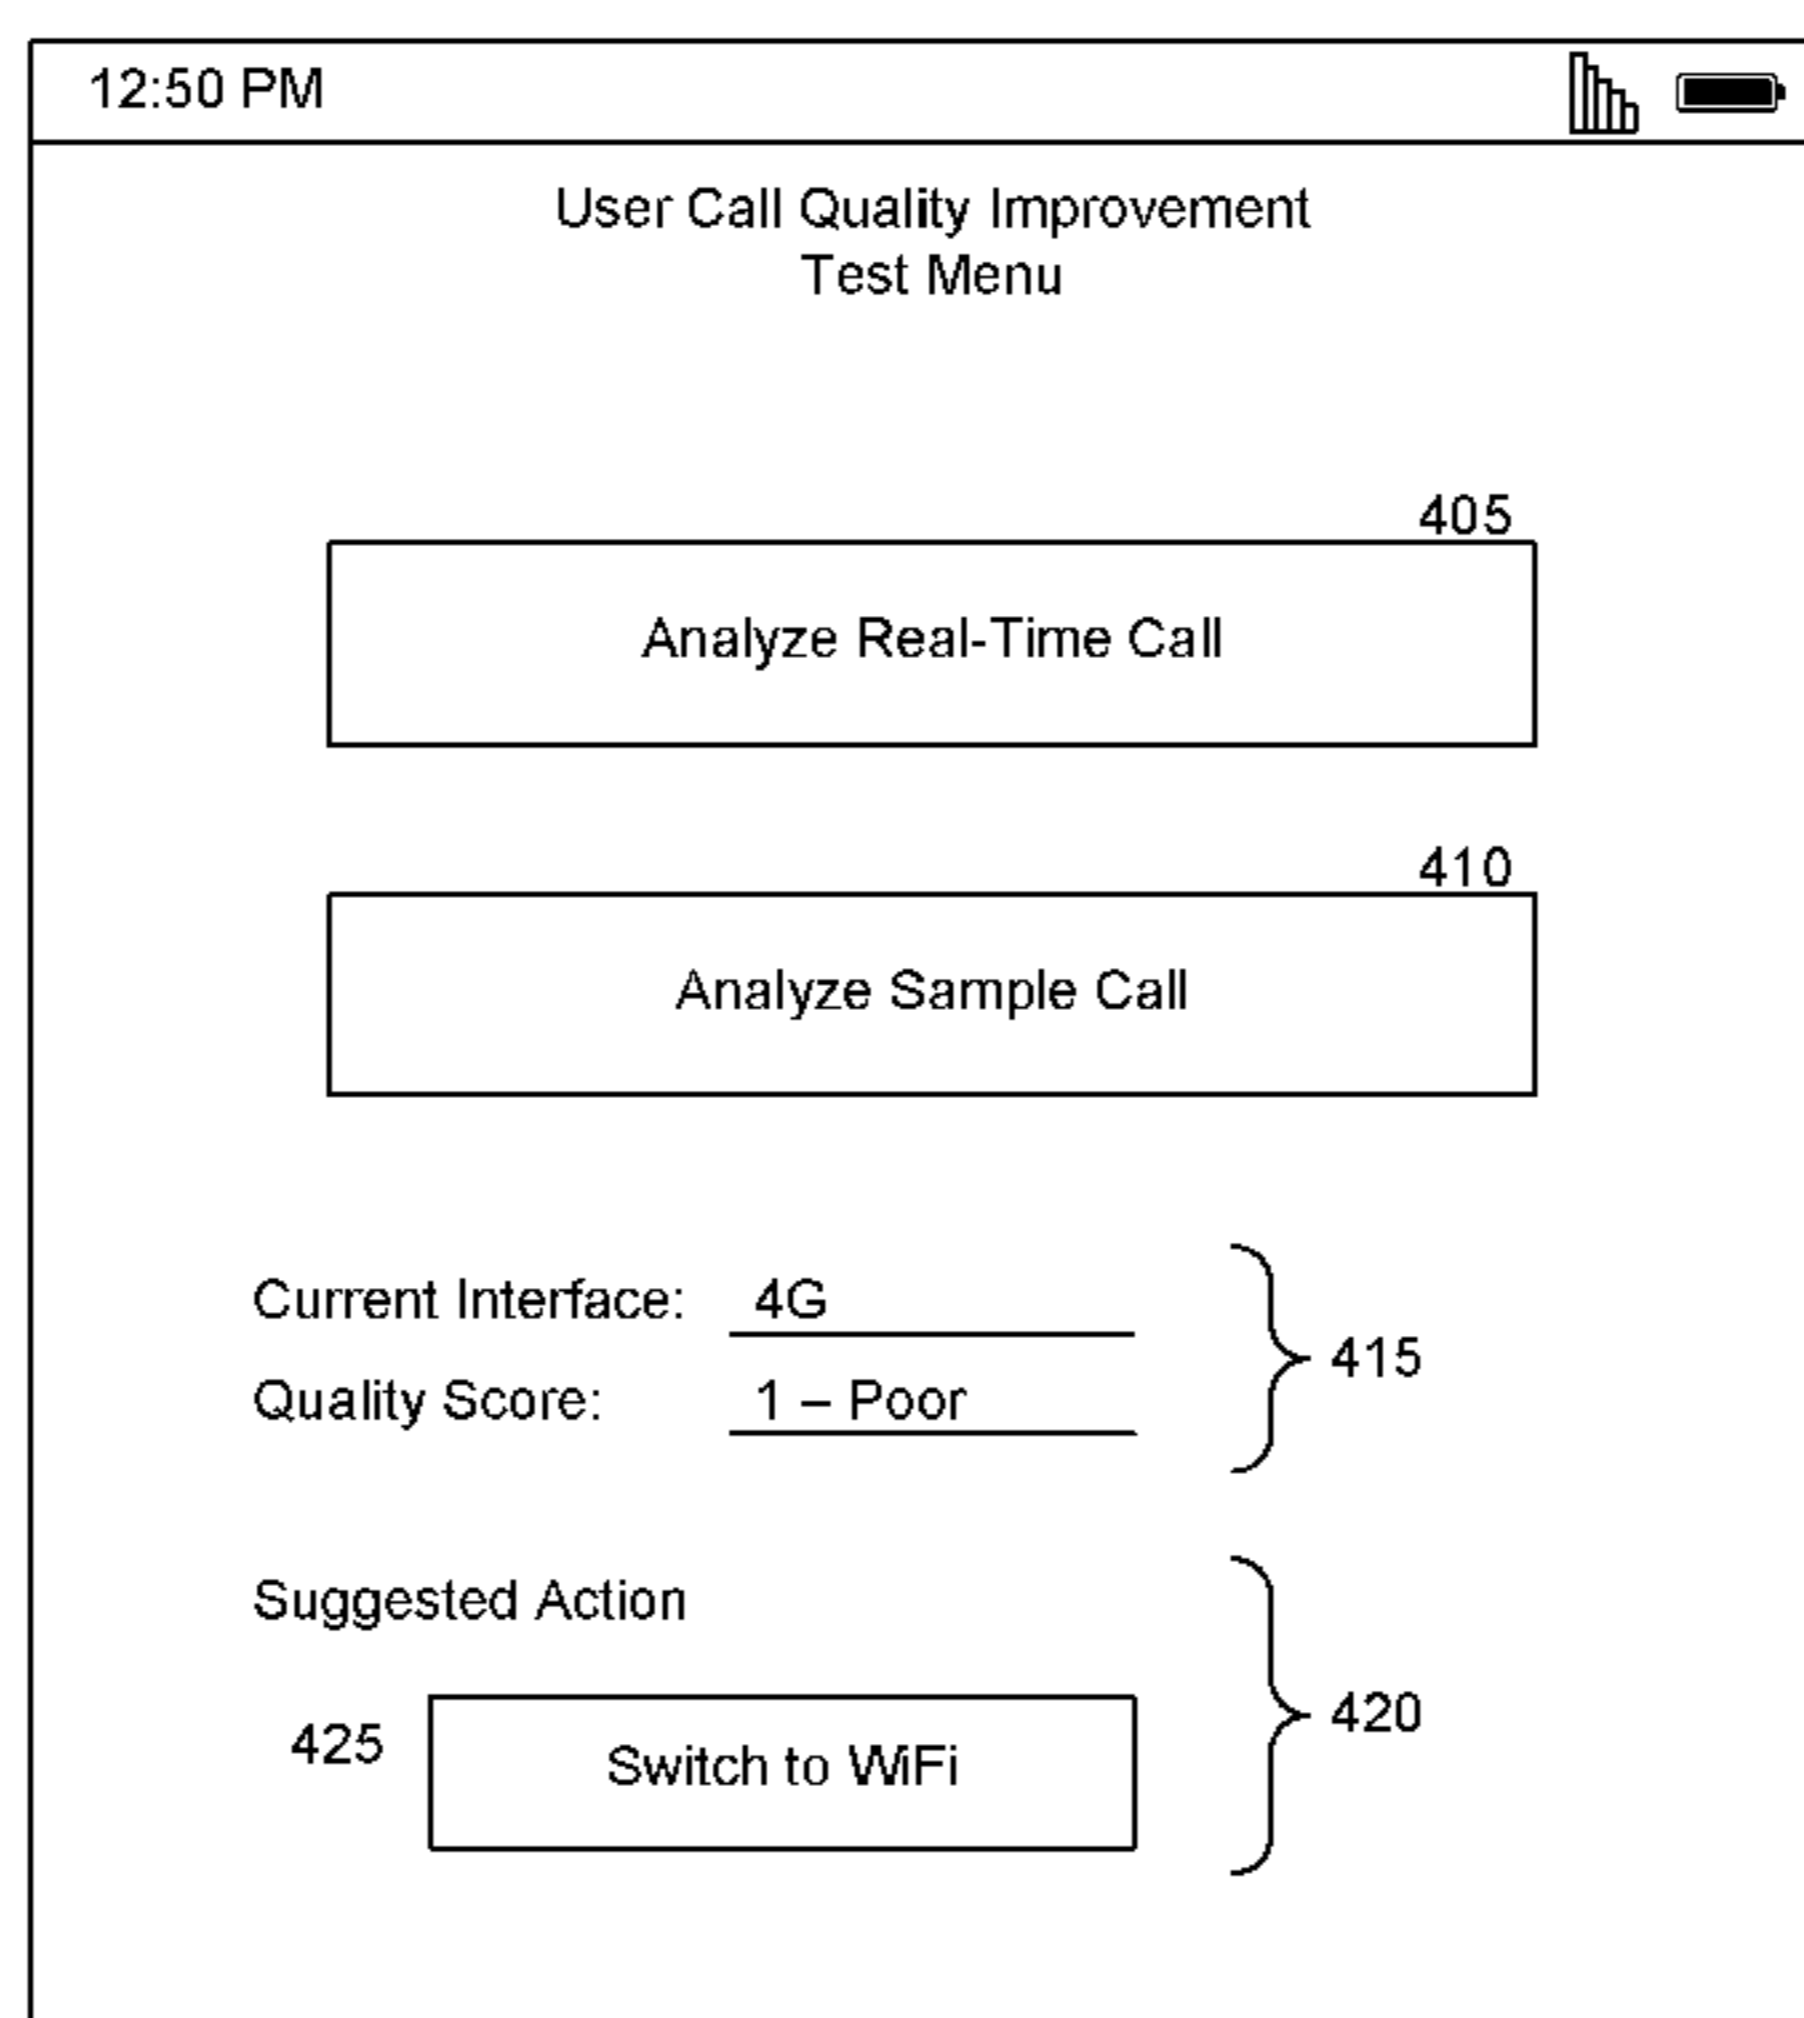 12:50 PM
User Call Quality Improvement
Test Menu
405
Analyze Real-Time Call
410
Analyze Sample Call
Current Interface: 4G
Quality Score: 1 – Poor
415
Suggested Action
425
Switch to WiFi
420